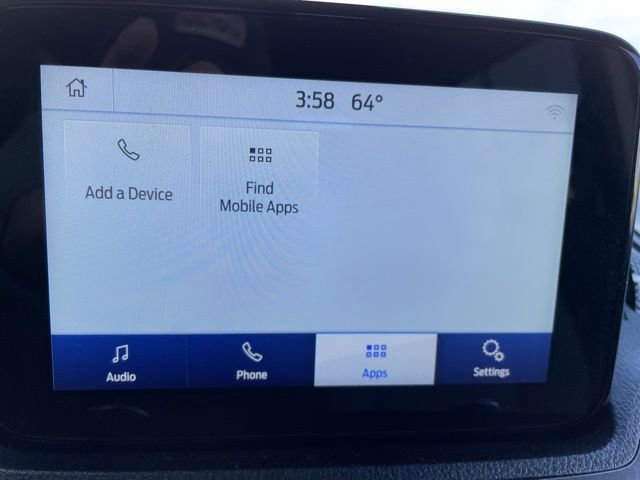 3:58 64°
Add a Device
Find
Mobile Apps
Audio
Phone
Apps
Settings